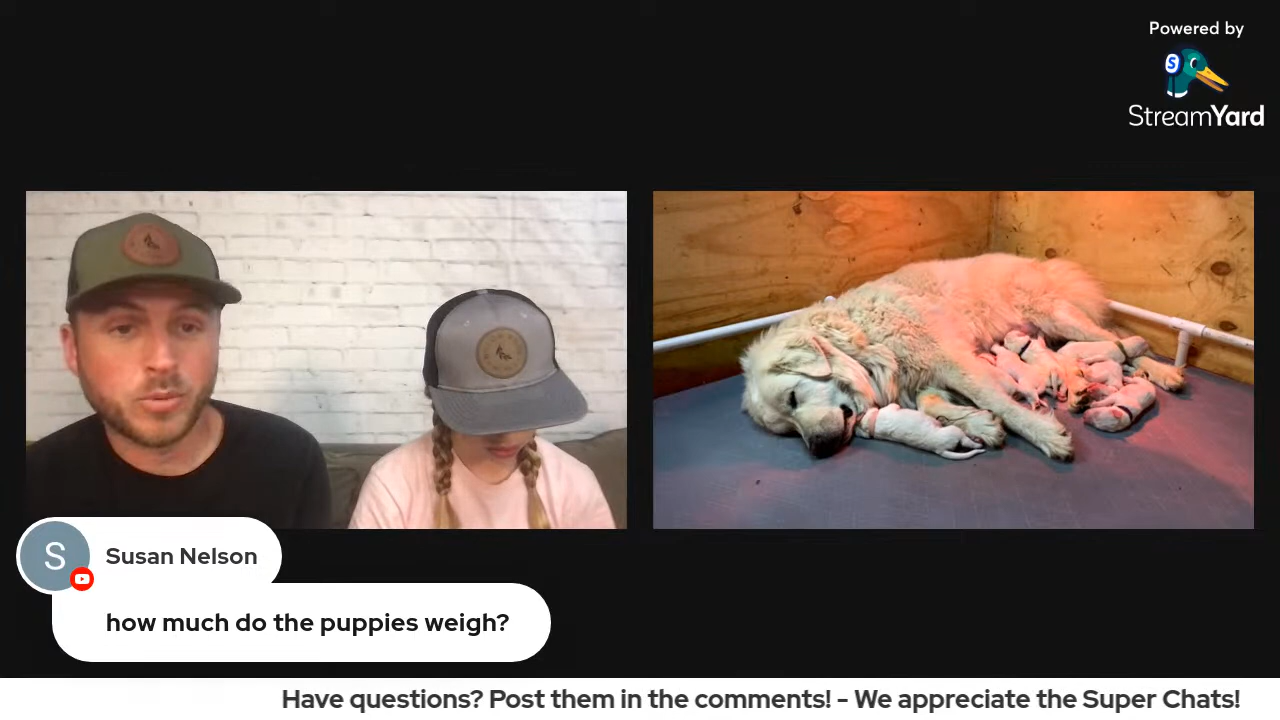 Powered by
StreamYard
S
Susan Nelson
how much do the puppies weigh?
Have questions? Post them in the comments! - We appreciate the Super Chats!